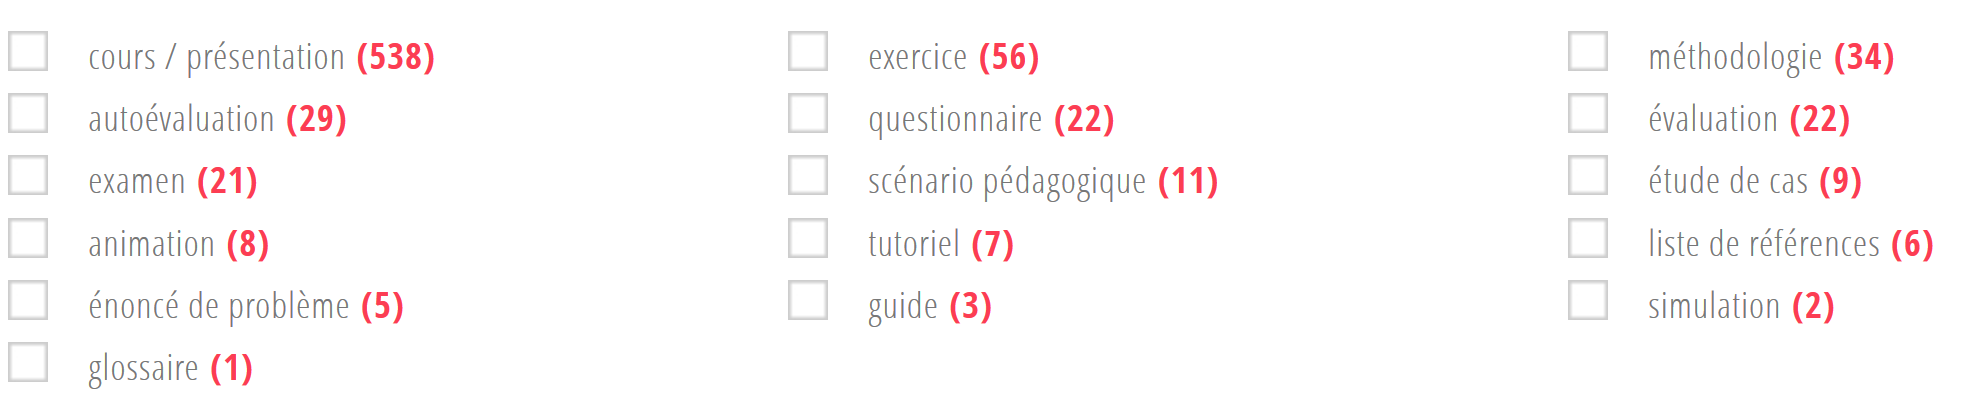 cours / présentation (538)
exercice (56)
méthodologie (34)
autoévaluation (29)
questionnaire (22)
évaluation (22)
examen (21)
scénario pédagogique (11)
étude de cas (9)
animation (8)
tutoriel (7)
liste de références (6)
énoncé de problème (5)
guide (3)
simulation (2)
glossaire (1)